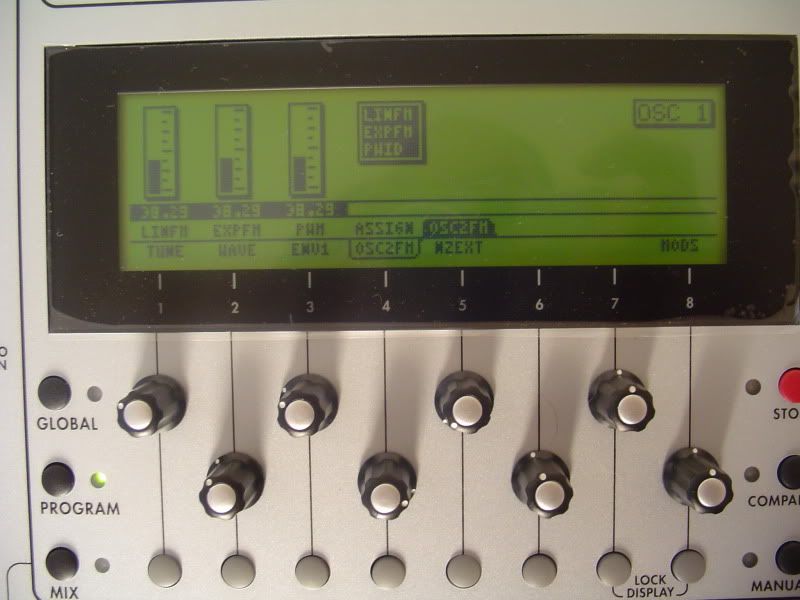 OSC 1
LINFM
EXPFM
PWID
38.29 38.29 38.29
LINFM EXPFM PWM ASSIGN OSC2FM
TUNE WAVE ENV1 OSC2FM N2EXT MODS
1 2 3 4 5 6 7 8
GLOBAL
STO
PROGRAM
COMPA
MIX
LOCK
DISPLAY
MANUA